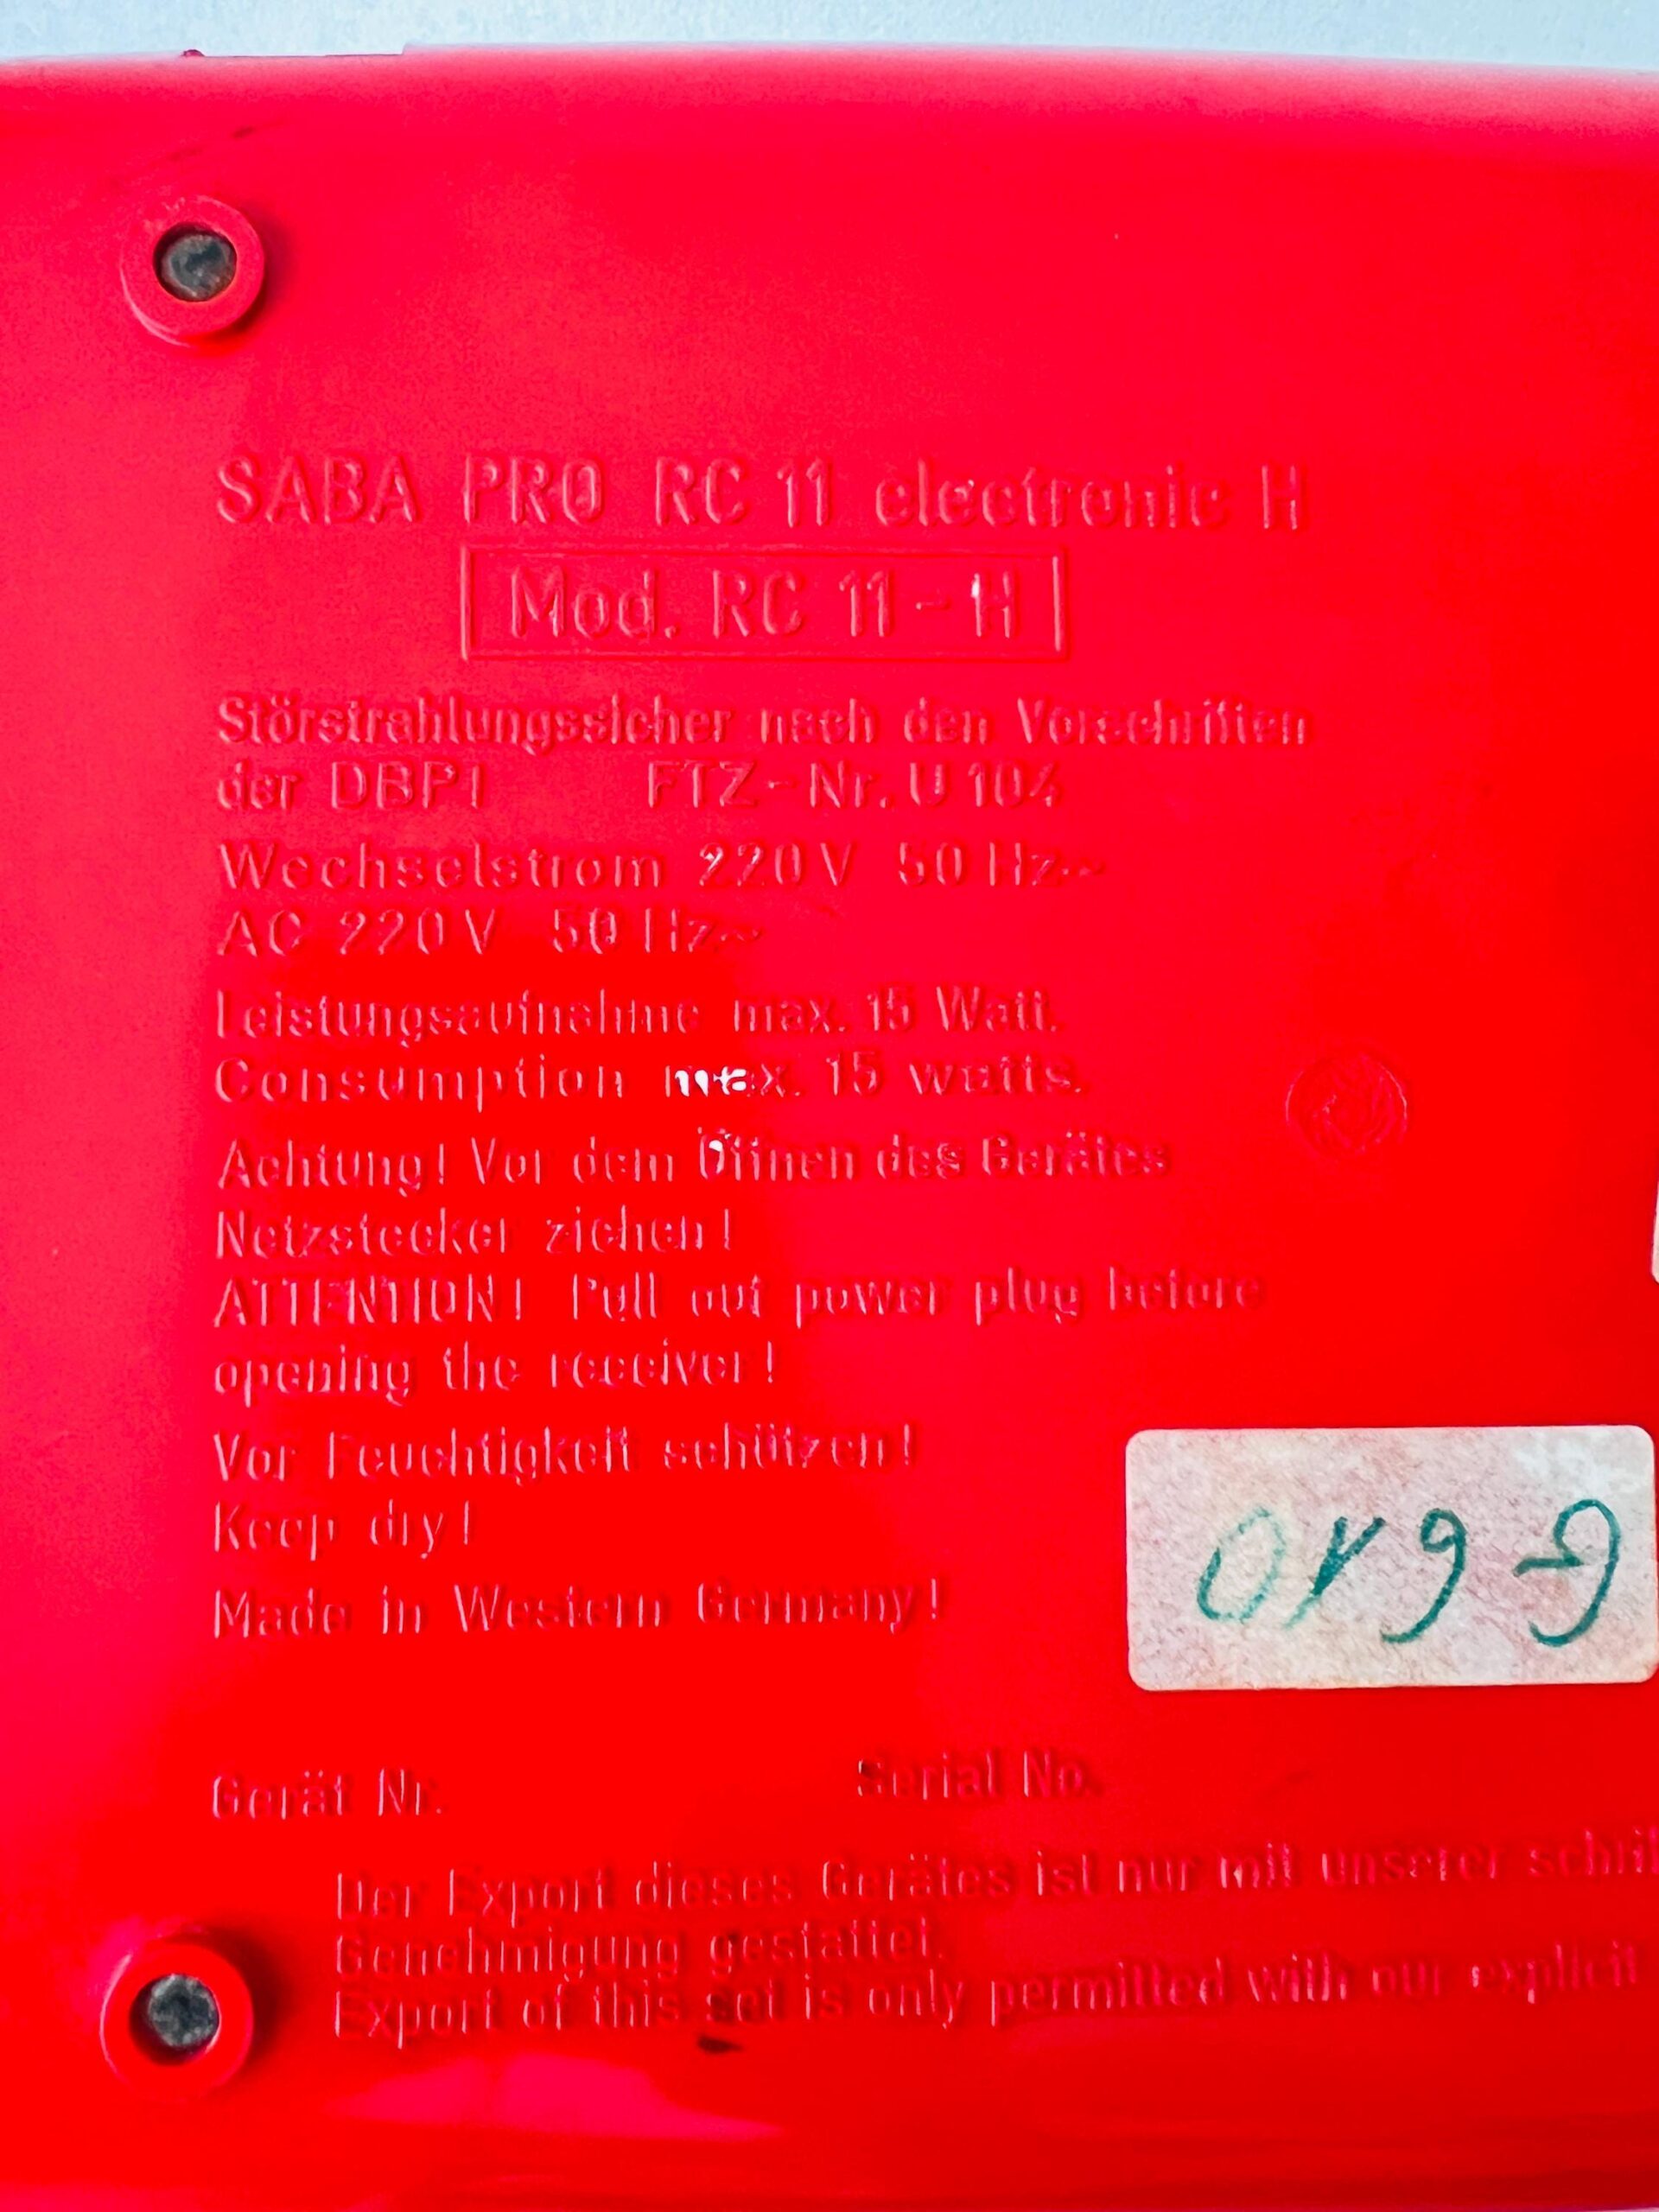 SABA PRO RC 11 electronic H
Mod. RC 11-H
Störstrahlungssicher nach den Vorschriften
der DBP! FTZ-Nr. U 104
Wechselstrom 220V 50Hz~
AC 220V 50Hz~
Leistungsaufnahme max. 15 Watt.
Consumption max. 15 watts.
Achtung! Vor dem Öffnen des Gerätes
Netzstecker ziehen!
ATTENTION! Pull out power plug before
opening the receiver!
Vor Feuchtigkeit schützen!
Keep dry!
Made in Western Germany!
Gerät Nr. Serial No.
Der Export dieses Gerätes ist nur mit unserer
Genehmigung gestattet.
Export of this set is only permitted with our explicit